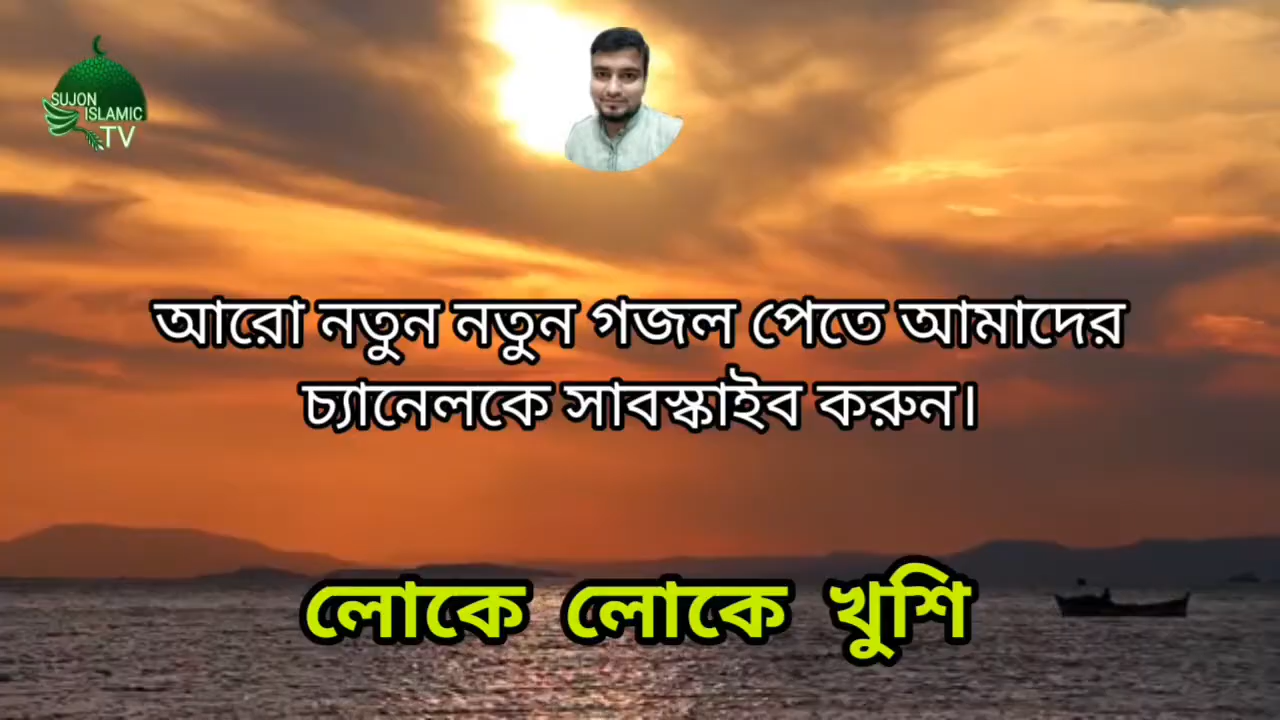 SUJON
ISLAMIC
TV
আরো নতুন নতুন গজল পেতে আমাদের
চ্যানেলকে সাবস্কাইব করুন।
লোকে লোকে খুশি